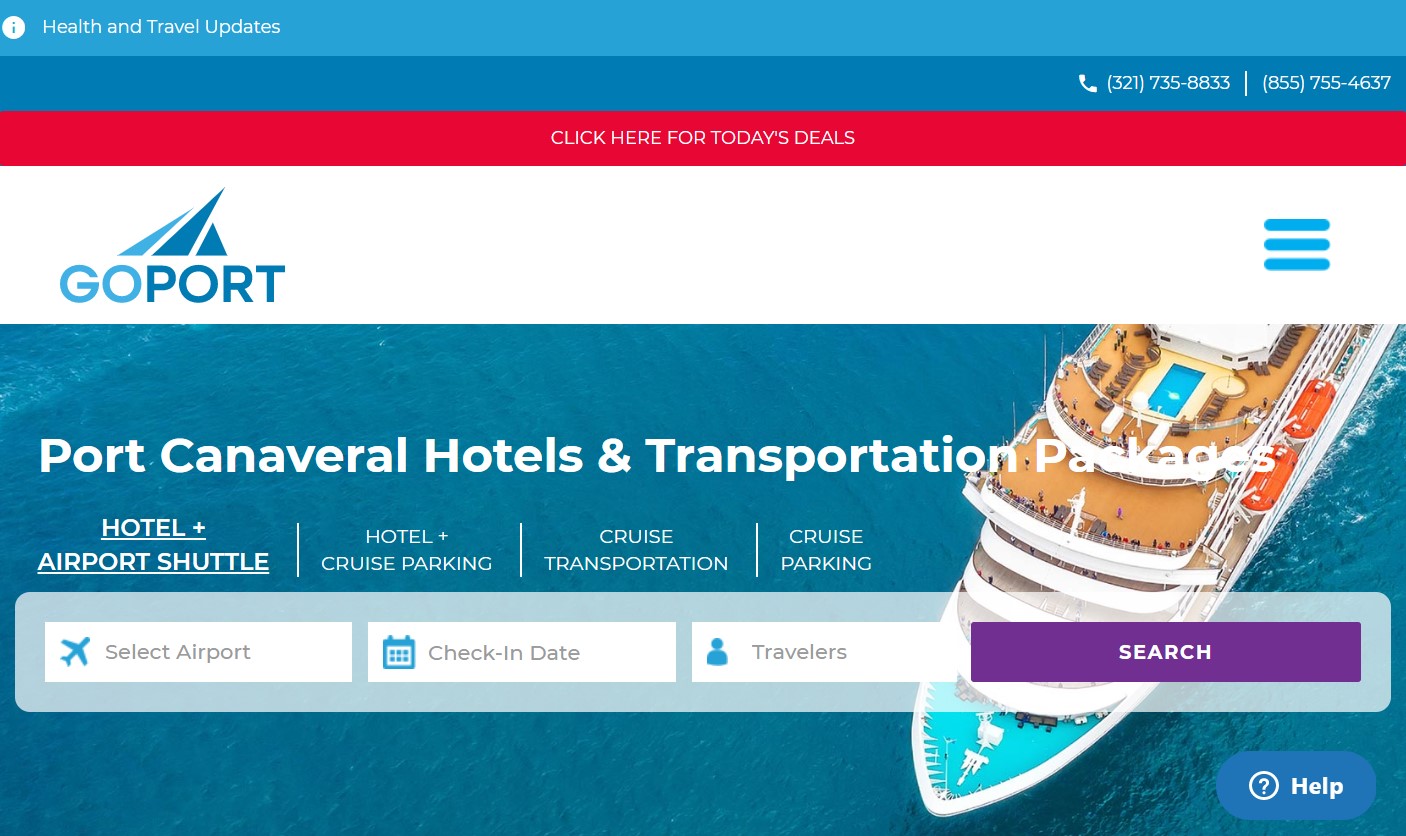 Health and Travel Updates
(321) 735-8833 (855) 755-4637
CLICK HERE FOR TODAY'S DEALS
GOPORT
Port Canaveral Hotels & Transportation Packages
HOTEL +
AIRPORT SHUTTLE
HOTEL +
CRUISE PARKING
CRUISE
TRANSPORTATION
CRUISE
PARKING
Select Airport
Check-In Date
Travelers
SEARCH
Help